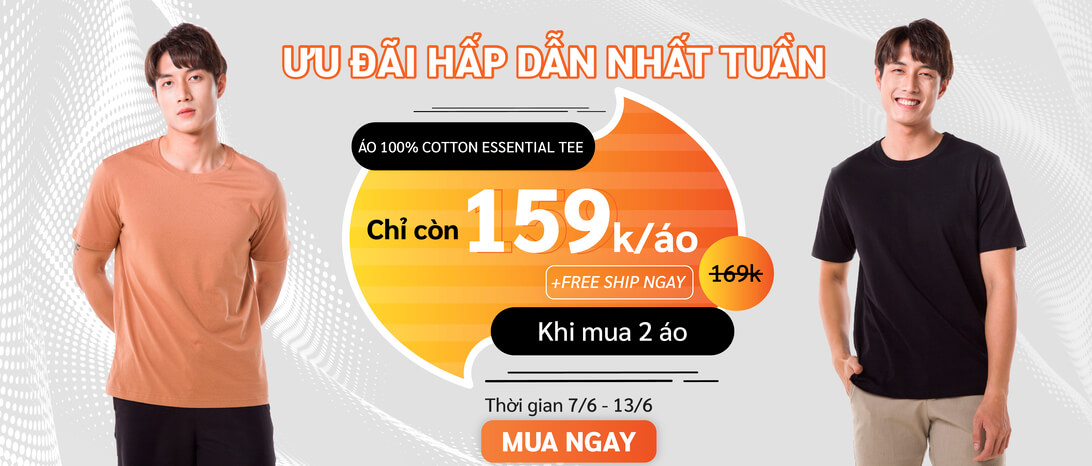 ƯU ĐÃI HẤP DẪN NHẤT TUẦN
ÁO 100% COTTON ESSENTIAL TEE
Chỉ còn 159k/áo
+FREE SHIP NGAY
169k
Khi mua 2 áo
Thời gian 7/6 - 13/6
MUA NGAY